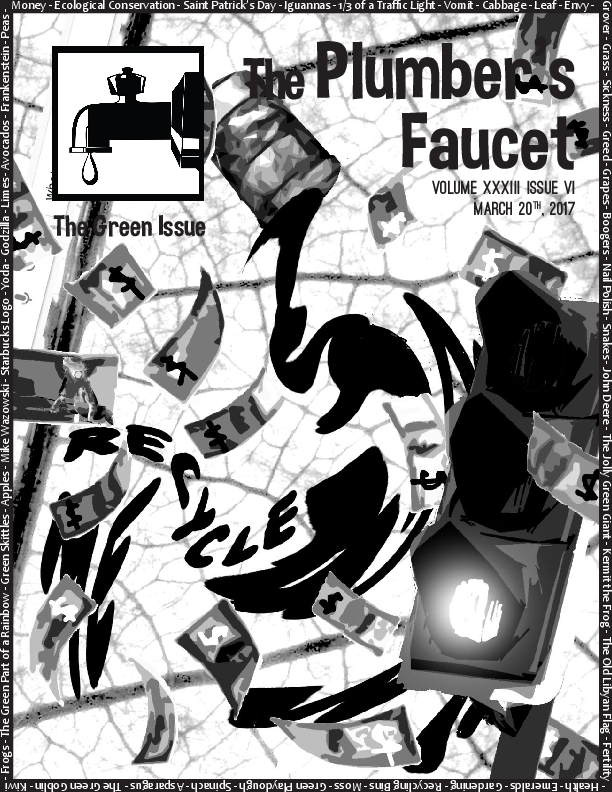 Money - Ecological Conservation - Saint Patrick's Day - Iguannas - 1/3 of a Traffic Light - Vomit - Cabbage - Leaf - Envy -
The Plumber's
Faucet
VOLUME XXXIII ISSUE VI
MARCH 20TH, 2017
The Green Issue
RECYCLE
$
$
$
$
$
$
$
$
$
Glover - Grass - Sickness - Greed - Grapes - Boogers - Nail Polish - Snakes - John Deere - The Jolly Green Giant - Kermit the Frog - The Old Libyan Flag - Fertility
Health - Emeralds - Gardening - Recycling Bins - Moss - Green Playdough - Spinach - Asparagus - The Green Goblin - Kiwi
- Frogs - The Green Part of a Rainbow - Green Skittles - Apples - Mike Wazowski - Starbucks Logo - Yoda - Godzilla - Limes - Avocados - Frankenstein - Peas